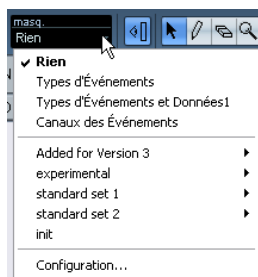 masq.
Rien
Rien
Types d'Événements
Types d'Événements et Données1
Canaux des Événements
Added for Version 3
experimental
standard set 1
standard set 2
init
Configuration...